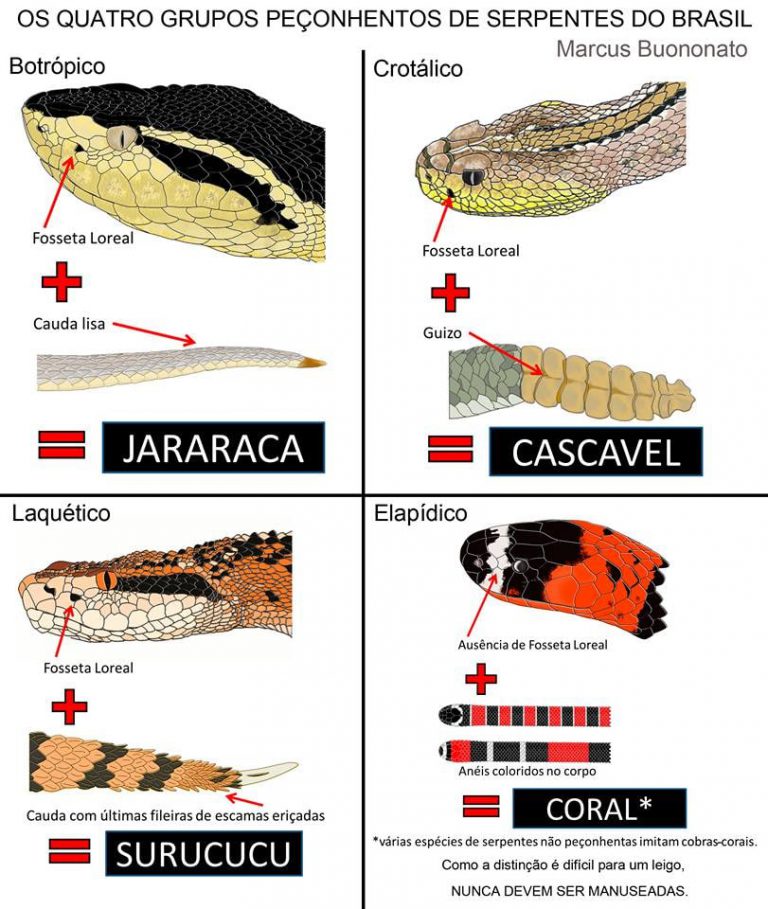 OS QUATRO GRUPOS PEÇONHENTOS DE SERPENTES DO BRASIL
Marcus Buononato
Botrópico
Fosseta Loreal
Cauda lisa
JARARACA
Crotálico
Fosseta Loreal
Guizo
CASCAVEL
Laquético
Fosseta Loreal
Cauda com últimas fileiras de escamas eriçadas
SURUCUCU
Elapídico
Ausência de Fosseta Loreal
Anéis coloridos no corpo
CORAL*
*várias espécies de serpentes não peçonhentas imitam cobras-corais.
Como a distinção é difícil para um leigo,
NUNCA DEVEM SER MANUSEADAS.